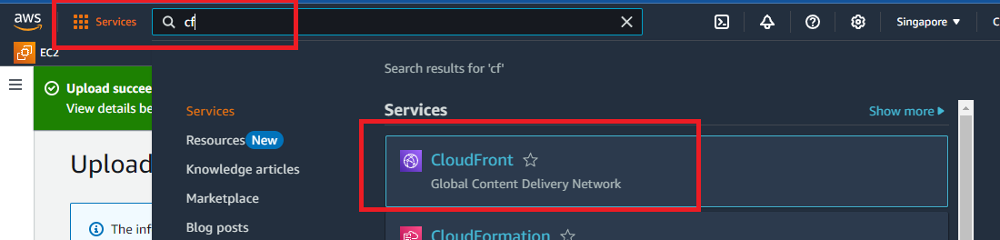 aws Services cf Singapore
EC2
Search results for 'cf'
Upload succee
View details be
Services
Services Show more
Resources New
CloudFront
Knowledge articles
Global Content Delivery Network
Upload
Marketplace
Blog posts
The inf
CloudFormation